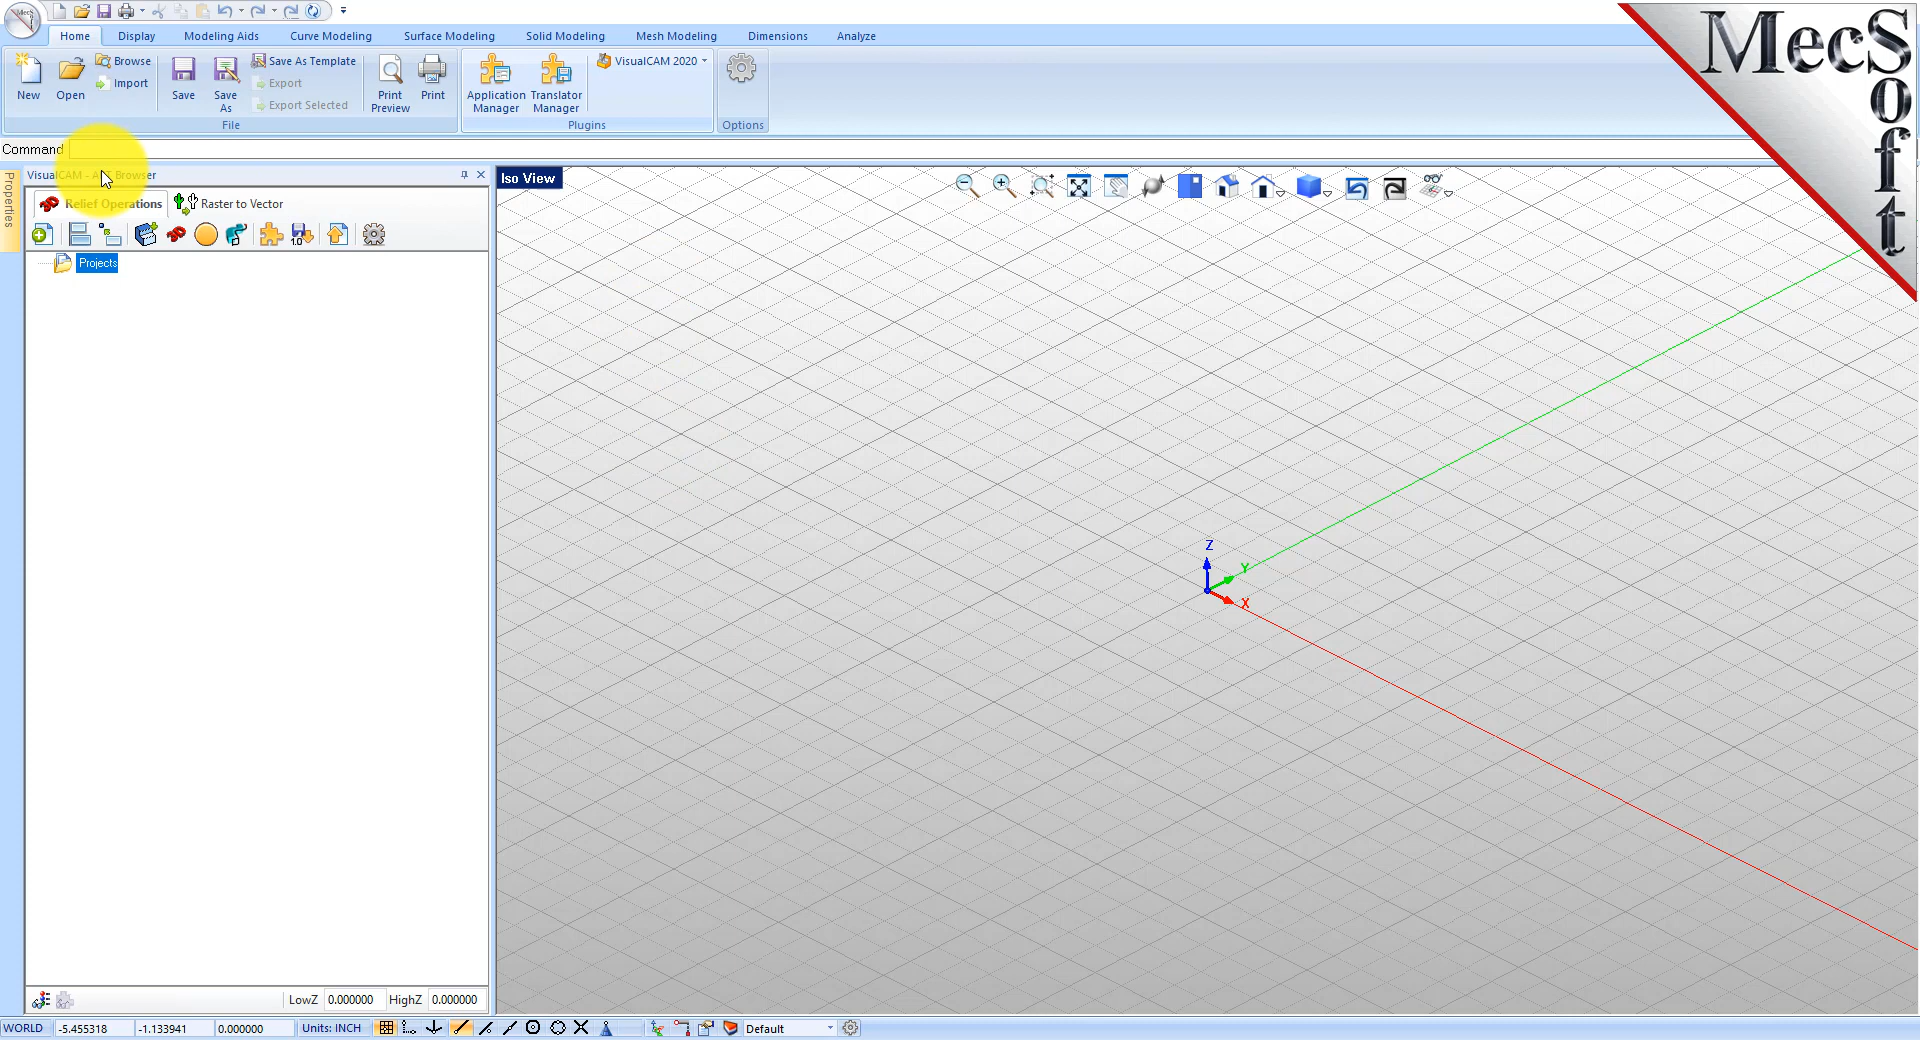 Home Display Modeling Aids Curve Modeling Surface Modeling Solid Modeling Mesh Modeling Dimensions Analyze
New
Open
Browse
Import
Save
Save As
Save As Template
Export
Export Selected
Print Preview
Print
File
Application Manager
Translator Manager
VisualCAM 2020
Plugins
Options
MecSoft
Command
Properties
VisualCAM - Browser
Relief Operations
Raster to Vector
Projects
Iso View
Z
Y
X
LowZ 0.000000 HighZ 0.000000
WORLD -5.455318 -1.133941 0.000000 Units: INCH Default